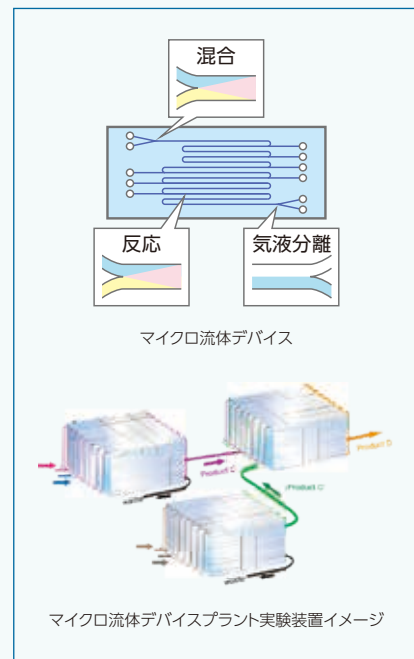 混合
反応
気液分離
マイクロ流体デバイス
Product D
Product C
Product C'
waste
waste
マイクロ流体デバイスプラント実験装置イメージ